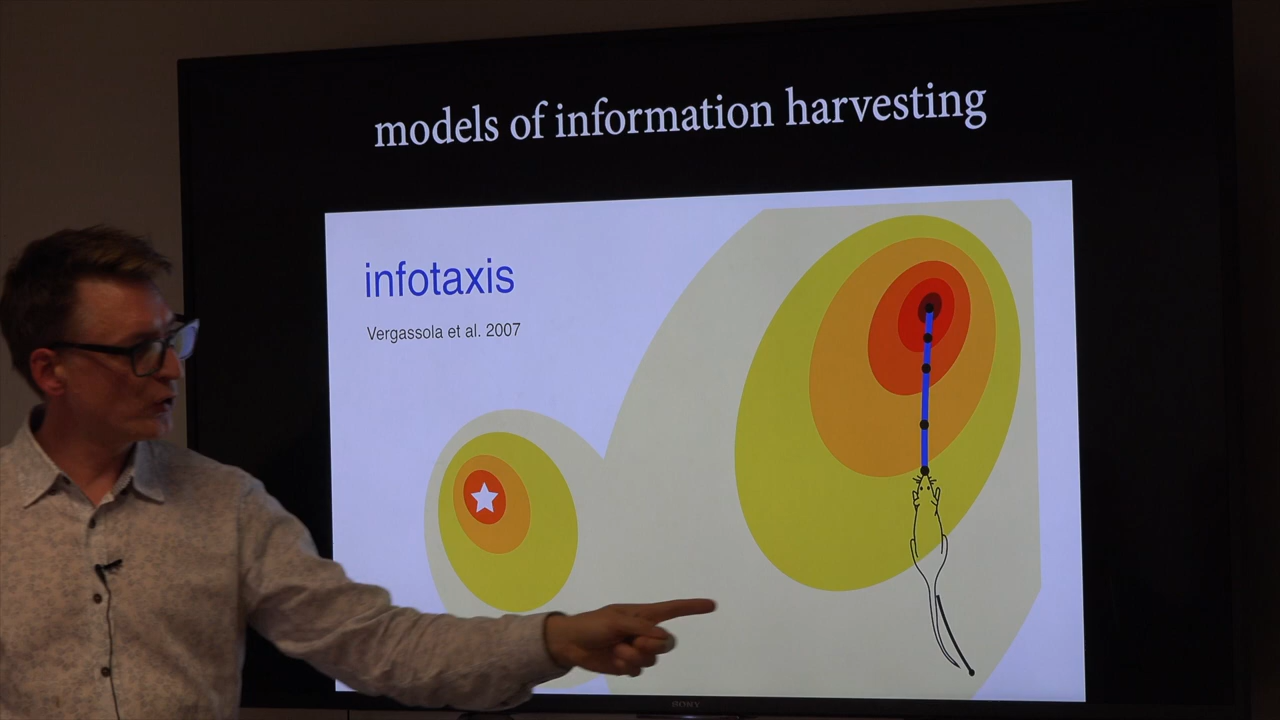 models of information harvesting
infotaxis
Vergassola et al. 2007
SONY